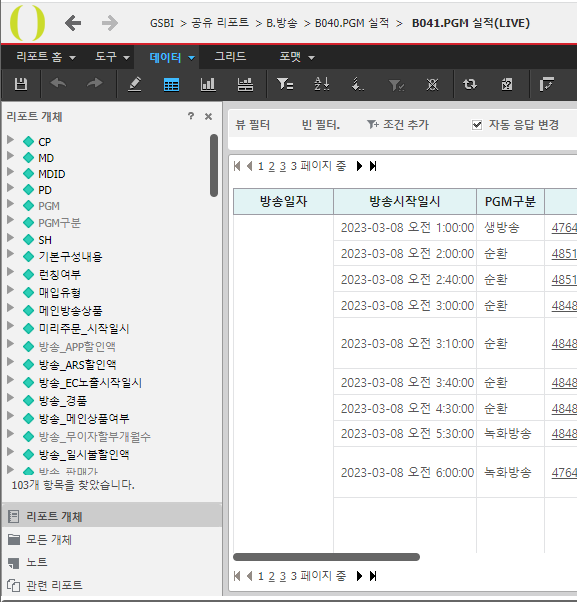 GSBI > 공유 리포트 > B.방송 > B040.PGM 실적 > B041.PGM 실적(LIVE)
리포트 홈 도구 데이터 그리드 포맷
리포트 개체 ? ×
CP
MD
MDID
PD
PGM
PGM구분
SH
기본구성내용
런칭여부
매입유형
메인방송상품
미리주문_시작일시
방송_APP할인액
방송_ARS할인액
방송_EC노출시작일시
방송_경품
방송_메인상품여부
방송_무이자할부개월수
방송_일시불할인액
방송_판매가
103개 항목을 찾았습니다.
리포트 개체
모든 개체
노트
관련 리포트
뷰 필터 빈 필터. 조건 추가 자동 응답 변경
1 2 3 3 페이지 중
방송일자 방송시작일시 PGM구분
2023-03-08 오전 1:00:00 생방송 4764
2023-03-08 오전 2:00:00 순환 4851
2023-03-08 오전 2:40:00 순환 4851
2023-03-08 오전 3:00:00 순환 4848
2023-03-08 오전 3:10:00 순환 4848
2023-03-08 오전 3:40:00 순환 4848
2023-03-08 오전 4:30:00 순환 4848
2023-03-08 오전 5:30:00 녹화방송 4848
2023-03-08 오전 6:00:00 녹화방송 4764
1 2 3 3 페이지 중